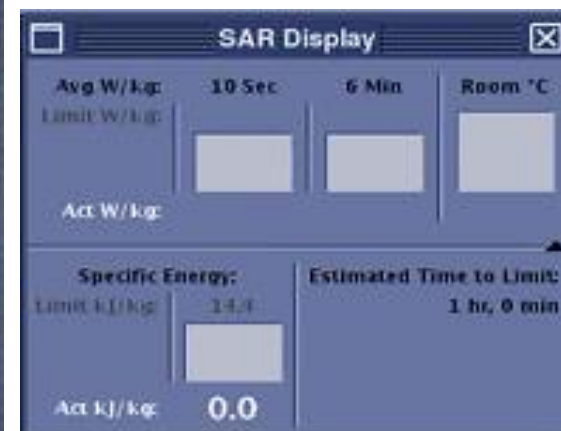 SAR Display
Avg W/kg: 10 Sec 6 Min Room °C
Limit W/kg:
Act W/kg:
Specific Energy: Estimated Time to Limit:
Limit kJ/kg: 14.4 1 hr, 0 min
Act kJ/kg: 0.0